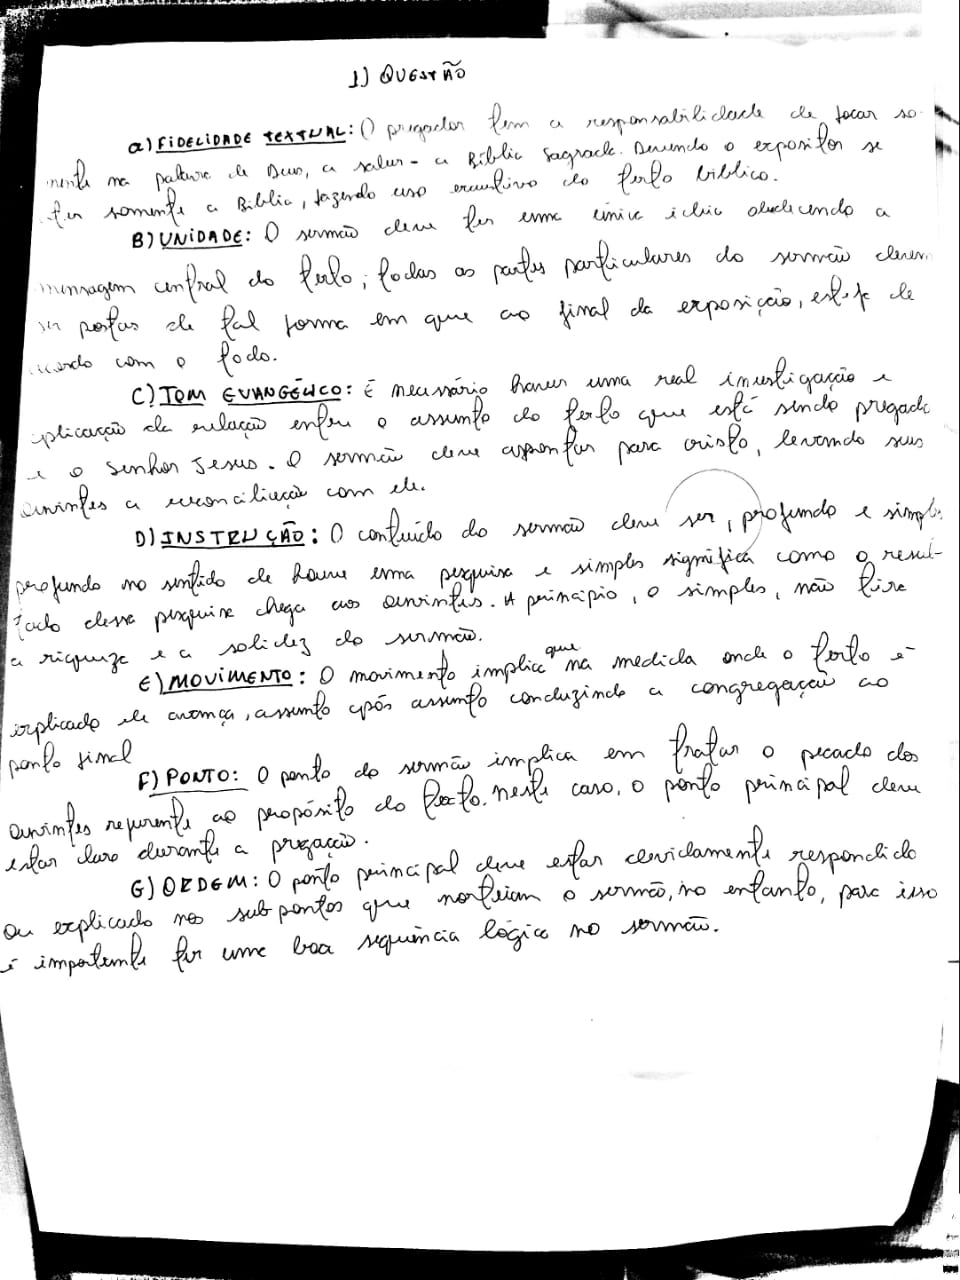 1) QUESTÃO
a) FIDELIDADE TEXTUAL: O pregador tem a responsabilidade de focar so-
mente na palavra de Deus, a saber - a Bíblia Sagrada. Devendo o expositor se
ter somente a Bíblia, fazendo uso exaustivo do texto bíblico.
B) UNIDADE: O sermão deve ter uma única ideia obedecendo a
mensagem central do texto; todas as partes particulares do sermão devem
ser postas de tal forma em que ao final da exposição, esteja de
acordo com o todo.
C) TOM EVANGÉLICO: É necessário haver uma real investigação e
aplicação da relação entre o assunto do texto que está sendo pregado
e o Senhor Jesus. O sermão deve apontar para cristo, levando seus
ouvintes a reconciliação com ele.
D) INSTRUÇÃO: O contúido do sermão deve ser, profundo e simples
profundo no sentido de houve uma pesquisa e simples significa como o resul-
tado dessa pesquisa chega aos ouvintes. A princípio, o simples, não tira
a riqueza e a solidez do sermão.
E) MOVIMENTO: O movimento implica que na medida onde o texto é
explicado ele avança, assunto após assunto conduzindo a congregação ao
ponto final
F) PONTO: O ponto do sermão implica em tratar o pecado dos
ouvintes referente ao propósito do texto. Neste caso, o ponto principal deve
estar claro durante a pregação.
G) ORDEM: O ponto principal deve estar devidamente respondido
ou explicado nos subpontos que norteiam o sermão, no entanto, para isso
é importante ter uma boa sequência lógica no sermão.